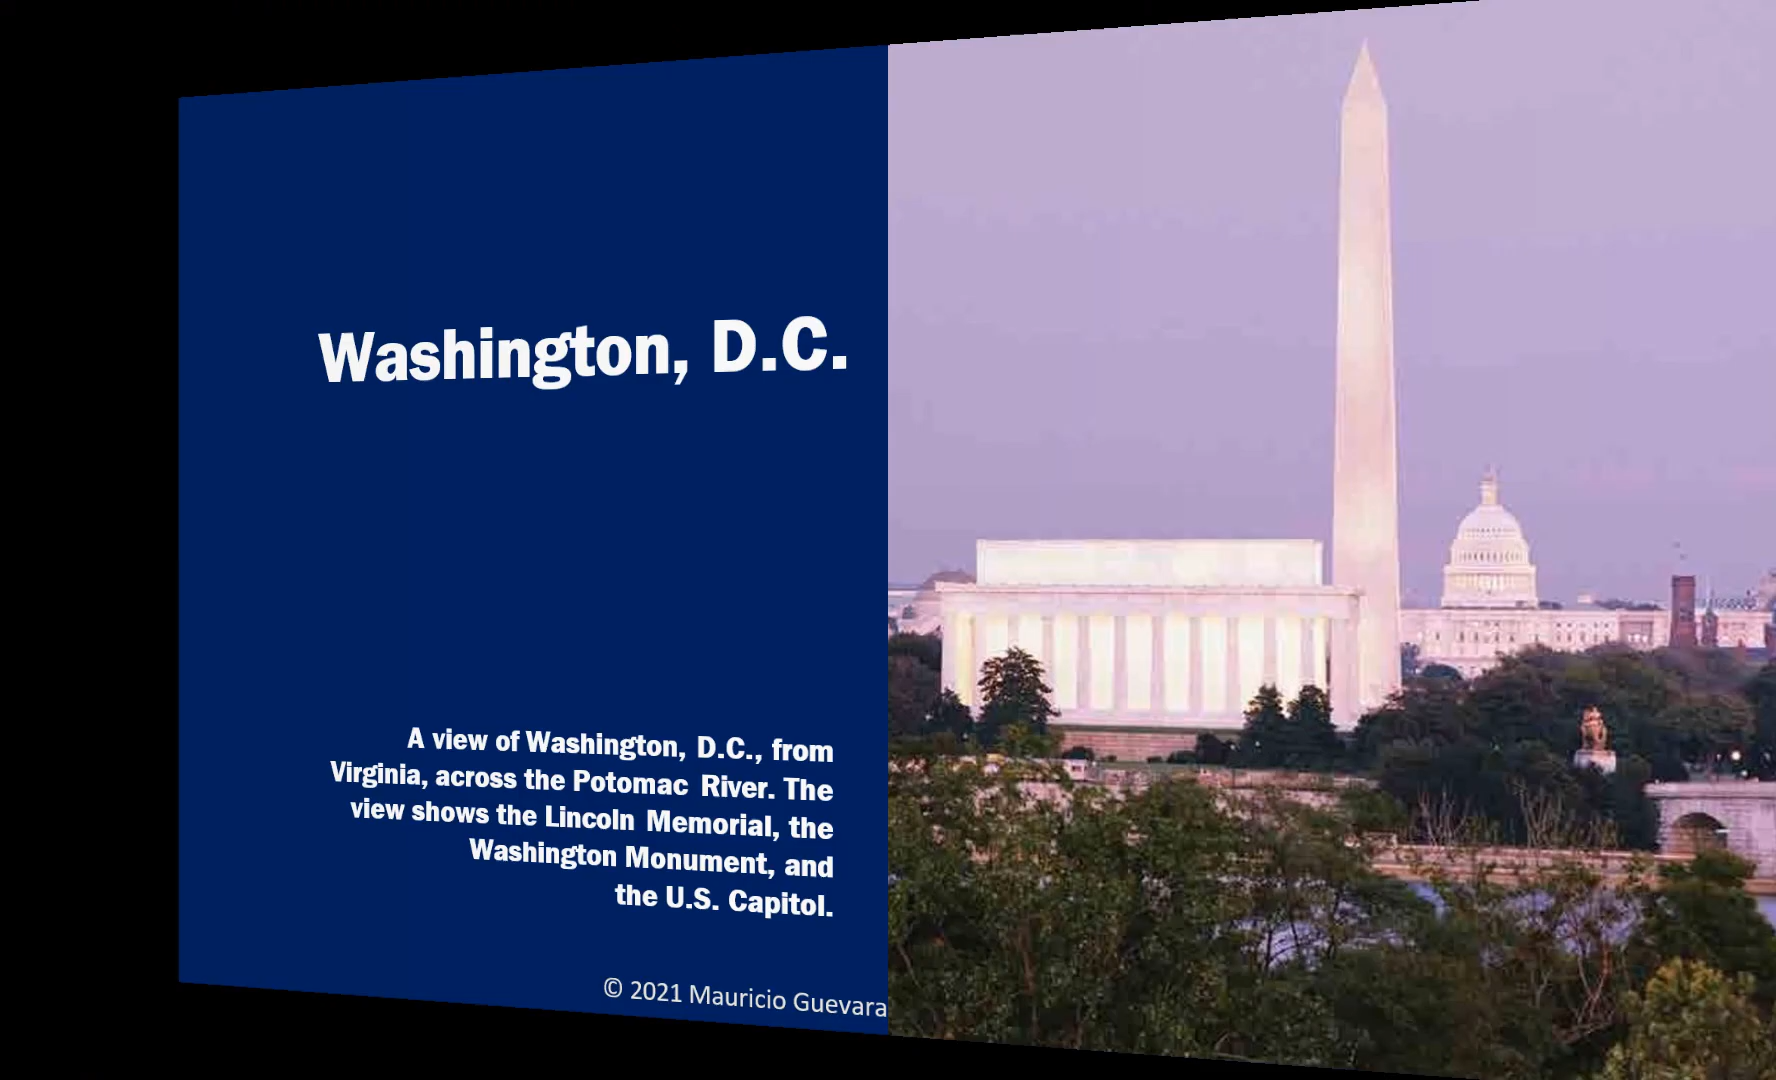 Washington, D.C.
A view of Washington, D.C., from
Virginia, across the Potomac River. The
view shows the Lincoln Memorial, the
Washington Monument, and
the U.S. Capitol.
© 2021 Mauricio Guevara